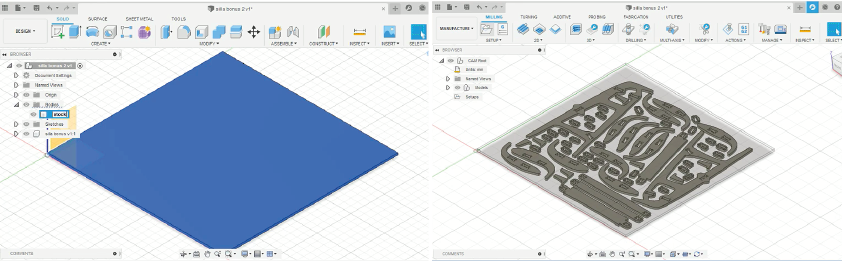 silla bonus 2 v1*
SOLID
SURFACE
SHEET METAL
TOOLS
DESIGN
CREATE
MODIFY
ASSEMBLE
CONSTRUCT
INSPECT
INSERT
SELECT
BROWSER
silla bonus 2 v1
Document Settings
Named Views
Origin
Bodies
stock
Sketches
silla bonus v1:1
COMMENTS
silla bonus 2 v1*
MILLING
TURNING
ADDITIVE
PROBING
FABRICATION
UTILITIES
MANUFACTURE
SETUP
2D
3D
DRILLING
MULTI-AXIS
MODIFY
ACTIONS
MANAGE
INSPECT
SELECT
BROWSER
CAM Root
Units: mm
Named Views
Models
Setups
COMMENTS